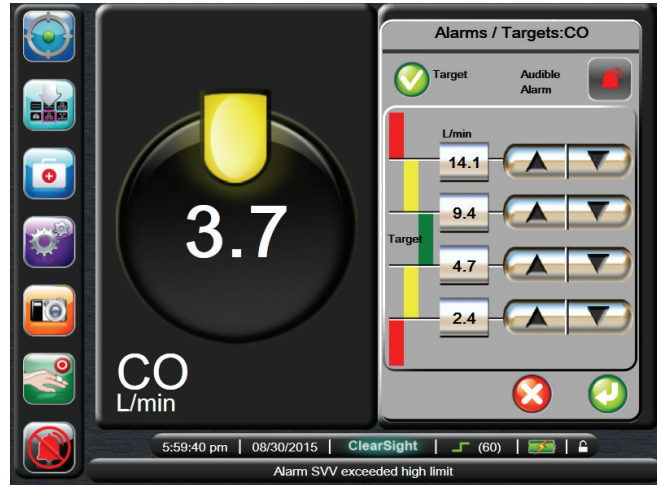 Alarms / Targets:CO
Target
Audible
Alarm
L/min
14.1
9.4
Target
4.7
2.4
3.7
CO
L/min
5:59:40 pm | 08/30/2015 | ClearSight | (60)
Alarm SVV exceeded high limit